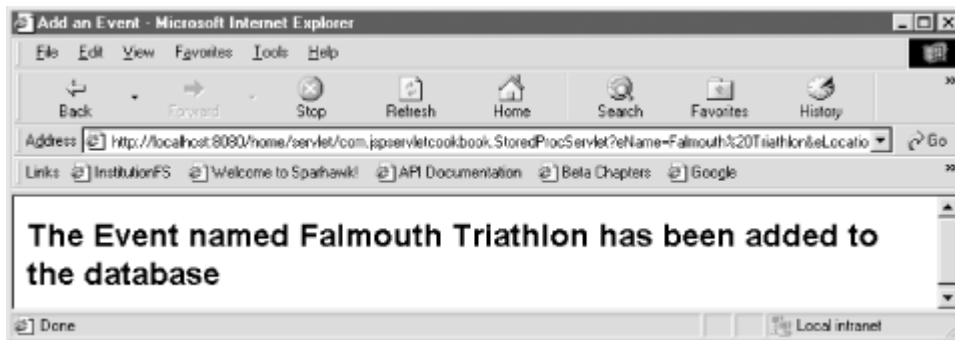 Add an Event - Microsoft Internet Explorer
File Edit View Favorites Tools Help
Back Forward Stop Refresh Home Search Favorites History »
Address http://localhost:8080/home/servlet/com.jspservletcookbook.StoredProcServlet?eName=Falmouth%20Triathlon&eLocatio Go
Links InstitutionFS Welcome to Sparhawk! API Documentation Beta Chapters Google »
The Event named Falmouth Triathlon has been added to
the database
Done Local intranet